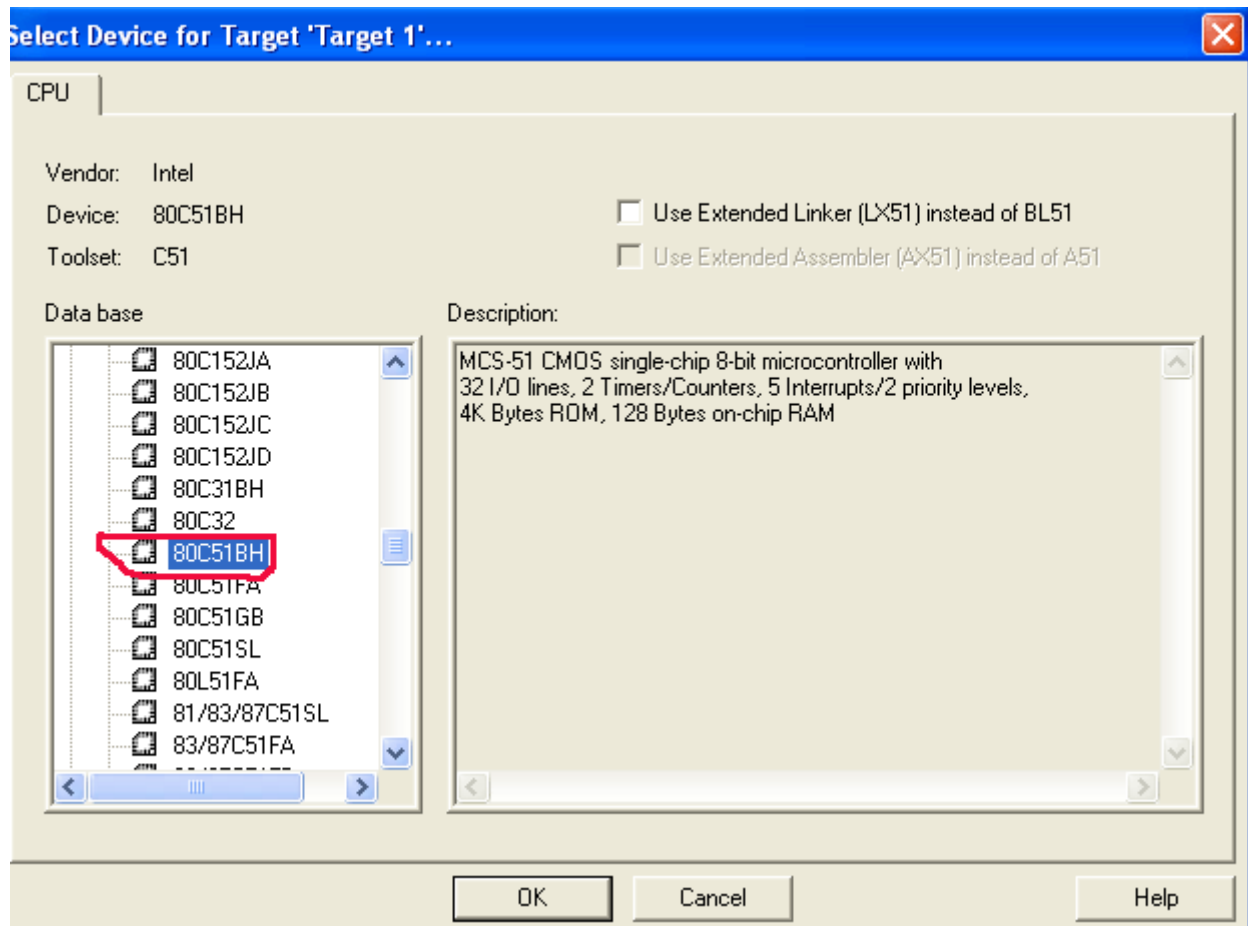 Select Device for Target 'Target 1'...
CPU
Vendor: Intel
Device: 80C51BH
Use Extended Linker (LX51) instead of BL51
Toolset: C51
Use Extended Assembler (AX51) instead of A51
Data base
Description:
80C152JA
80C152JB
80C152JC
80C152JD
80C31BH
80C32
80C51BH
80C51FA
80C51GB
80C51SL
80L51FA
81/83/87C51SL
83/87C51FA
MCS-51 CMOS single-chip 8-bit microcontroller with
32 I/O lines, 2 Timers/Counters, 5 Interrupts/2 priority levels,
4K Bytes ROM, 128 Bytes on-chip RAM
OK
Cancel
Help